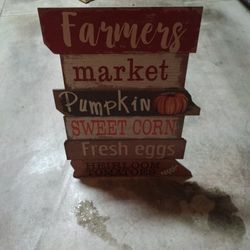 Farmers
market
Pumpkin
SWEET CORN
Fresh eggs
HEIRLOOM
TOMATOES